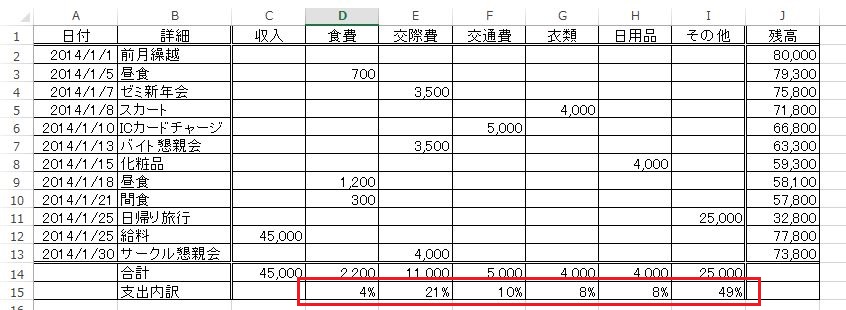 A B C D E F G H I J
1 日付 詳細 収入 食費 交際費 交通費 衣類 日用品 その他 残高
2 2014/1/1 前月繰越 80,000
3 2014/1/5 昼食 700 79,300
4 2014/1/7 ゼミ新年会 3,500 75,800
5 2014/1/8 スカート 4,000 71,800
6 2014/1/10 ICカードチャージ 5,000 66,800
7 2014/1/13 バイト懇親会 3,500 63,300
8 2014/1/15 化粧品 4,000 59,300
9 2014/1/18 昼食 1,200 58,100
10 2014/1/21 間食 300 57,800
11 2014/1/25 日帰り旅行 25,000 32,800
12 2014/1/25 給料 45,000 77,800
13 2014/1/30 サークル懇親会 4,000 73,800
14 合計 45,000 2,200 11,000 5,000 4,000 4,000 25,000
15 支出内訳 4% 21% 10% 8% 8% 49%